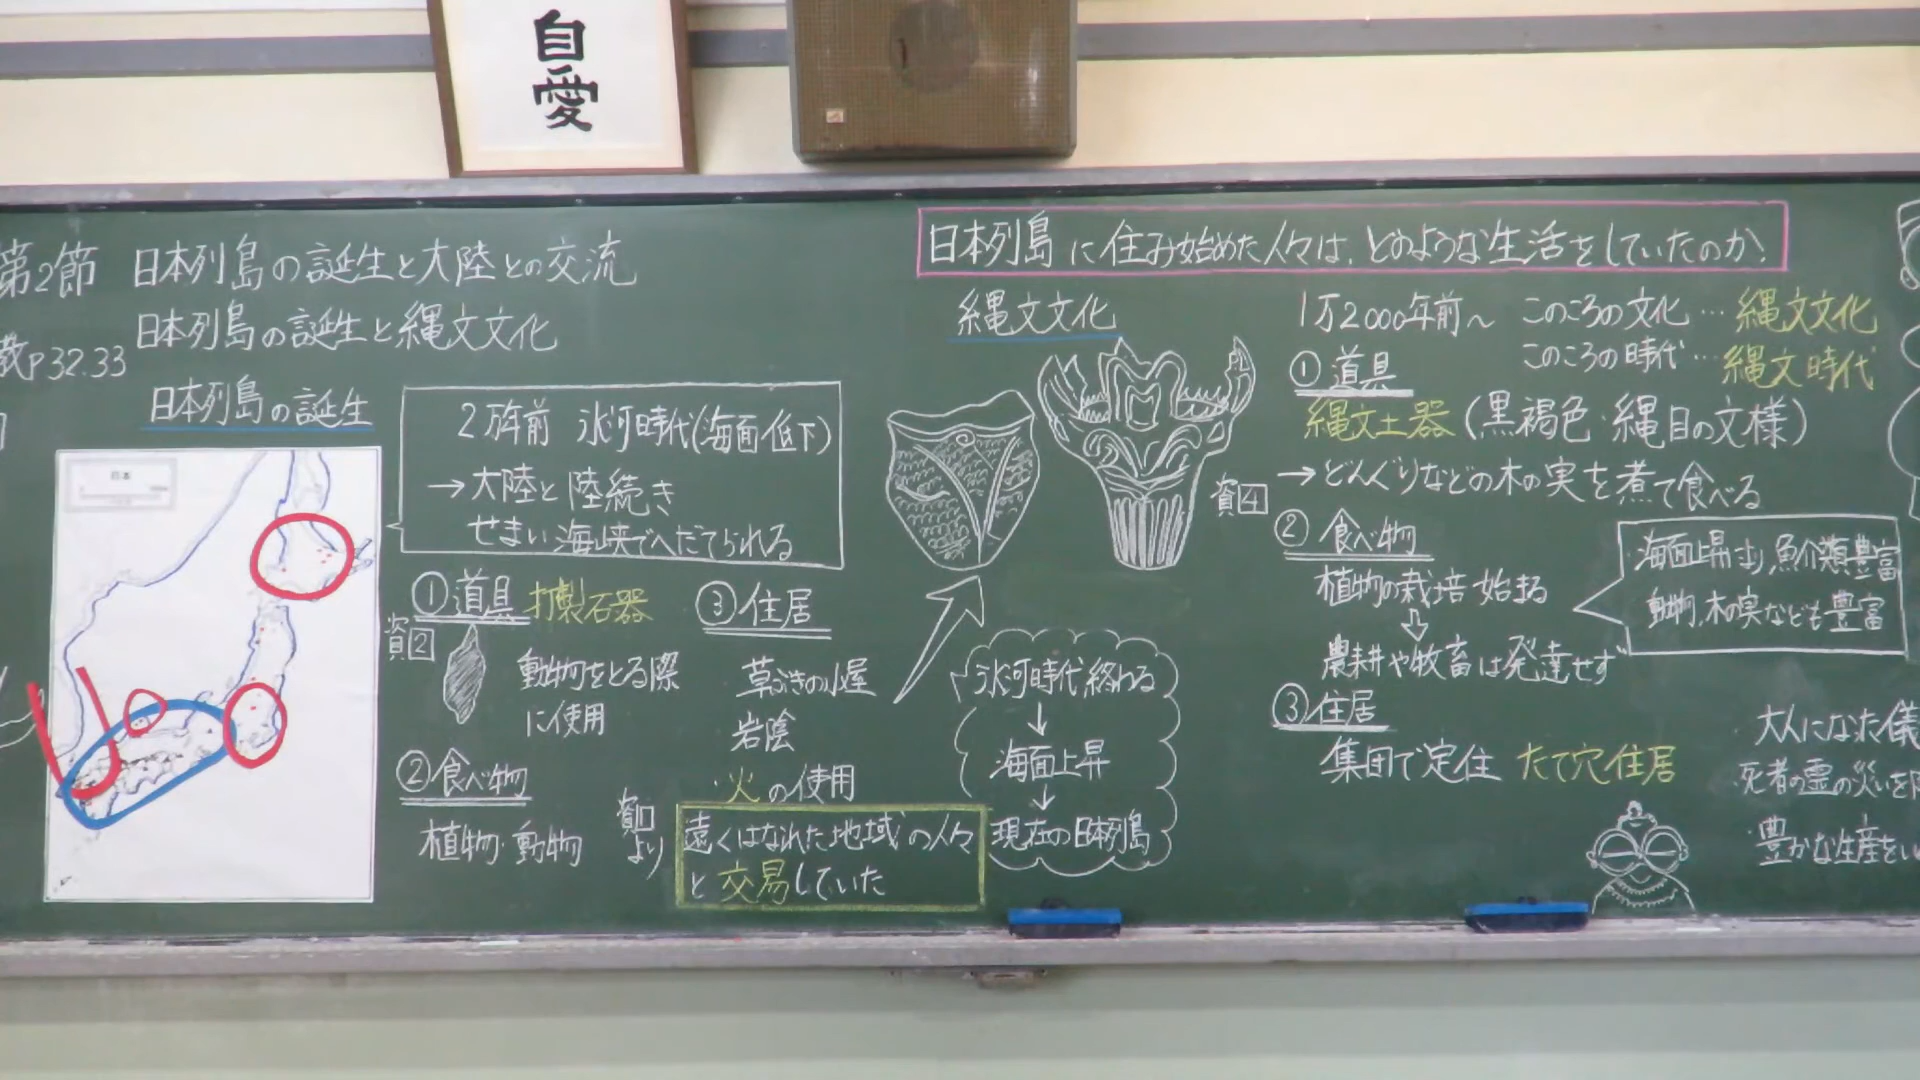 自愛
第2節 日本列島の誕生と大陸との交流
日本列島の誕生と縄文文化
教P32.33
日本列島の誕生
日本
2万年前 氷河時代(海面低下)
→大陸と陸続き
せまい海峡でへだてられる
①道具 打製石器
資2
動物をとる際
に使用
②食べ物
植物・動物
③住居
草ぶきの小屋
岩陰
・火の使用
資1より
遠くはなれた地域の人々
と交易していた
日本列島に住み始めた人々は、どのような生活をしていたのか?
縄文文化
資4
氷河時代終わる
↓
海面上昇
↓
現在の日本列島
1万2000年前〜 このころの文化…縄文文化
このころの時代…縄文時代
①道具
縄文土器(黒褐色・縄目の文様)
→どんぐりなどの木の実を煮て食べる
②食べ物
植物の栽培始まる
⇩
農耕や牧畜は発達せず
海面上昇より,魚介類豊富
動物,木の実なども豊富
③住居
集団で定住 たて穴住居
大人になった儀
・死者の霊の災いを
・豊かな生産をい